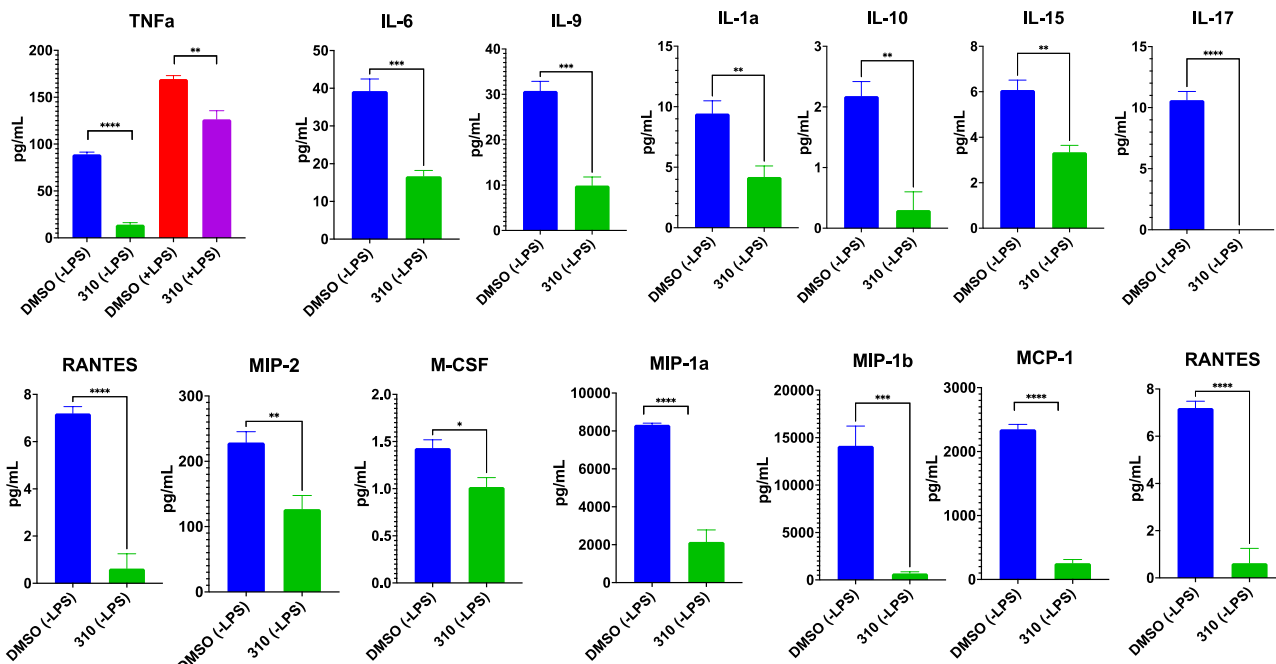 TNFa
IL-6
IL-9
IL-1a
IL-10
IL-15
IL-17
pg/mL
200
150
100
50
0
****
**
DMSO (-LPS)
310 (-LPS)
DMSO (+LPS)
310 (+LPS)
pg/mL
50
40
30
20
10
0
***
DMSO (-LPS)
310 (-LPS)
40
30
20
10
0
***
DMSO (-LPS)
310 (-LPS)
pg/mL
15
10
5
0
**
DMSO (-LPS)
310 (-LPS)
pg/mL
3
2
1
0
**
DMSO (-LPS)
310 (-LPS)
pg/mL
8
6
4
2
0
**
DMSO (-LPS)
310 (-LPS)
pg/mL
15
10
5
0
****
DMSO (-LPS)
310 (-LPS)
RANTES
MIP-2
M-CSF
MIP-1a
MIP-1b
MCP-1
RANTES
pg/mL
8
6
4
2
0
****
DMSO (-LPS)
310 (-LPS)
pg/mL
300
200
100
0
**
DMSO (-LPS)
310 (-LPS)
pg/mL
2.0
1.5
1.0
0.5
0.0
*
DMSO (-LPS)
310 (-LPS)
pg/mL
10000
8000
6000
4000
2000
0
****
DMSO (-LPS)
310 (-LPS)
pg/mL
20000
15000
10000
5000
0
***
DMSO (-LPS)
310 (-LPS)
pg/mL
3000
2000
1000
0
****
DMSO (-LPS)
310 (-LPS)
pg/mL
8
6
4
2
0
****
DMSO (-LPS)
310 (-LPS)